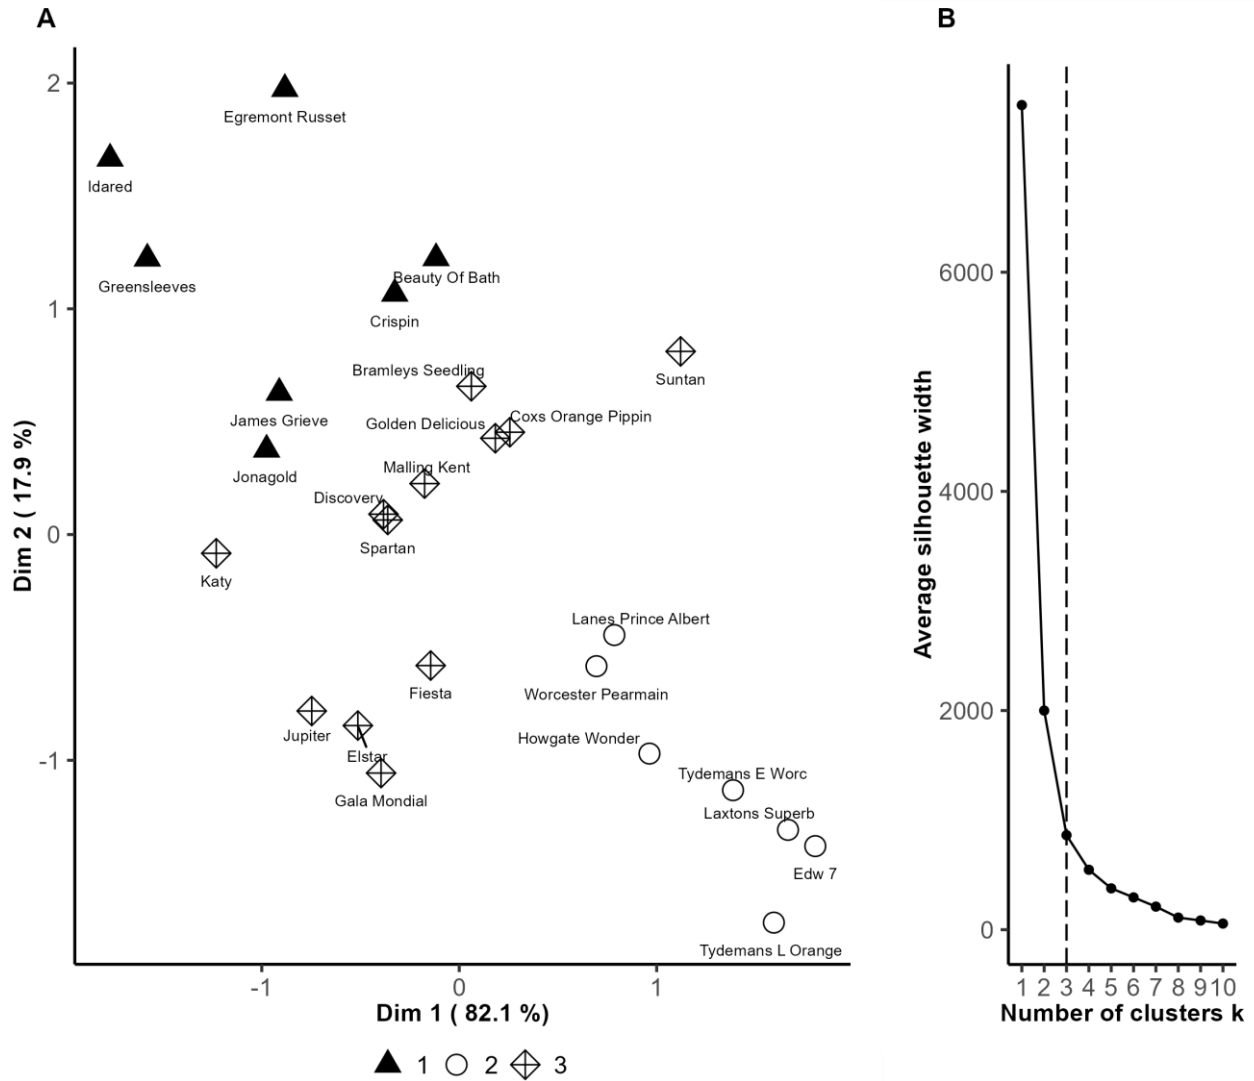 A
B
2
Egremont Russet
Idared
Greensleeves
Beauty Of Bath
1
Crispin
Bramleys Seedling
Suntan
James Grieve
Golden Delicious
Coxs Orange Pippin
Jonagold
Malling Kent
Discovery
0
Spartan
Katy
Lanes Prince Albert
Fiesta
Worcester Pearmain
Jupiter
Howgate Wonder
Elstar
-1
Tydemans E Worc
Gala Mondial
Laxtons Superb
Edw 7
Tydemans L Orange
-1 0 1
Dim 1 ( 82.1 %)
Dim 2 ( 17.9 %)
1 2 3
6000
4000
2000
0
Average silhouette width
1 2 3 4 5 6 7 8 9 10
Number of clusters k